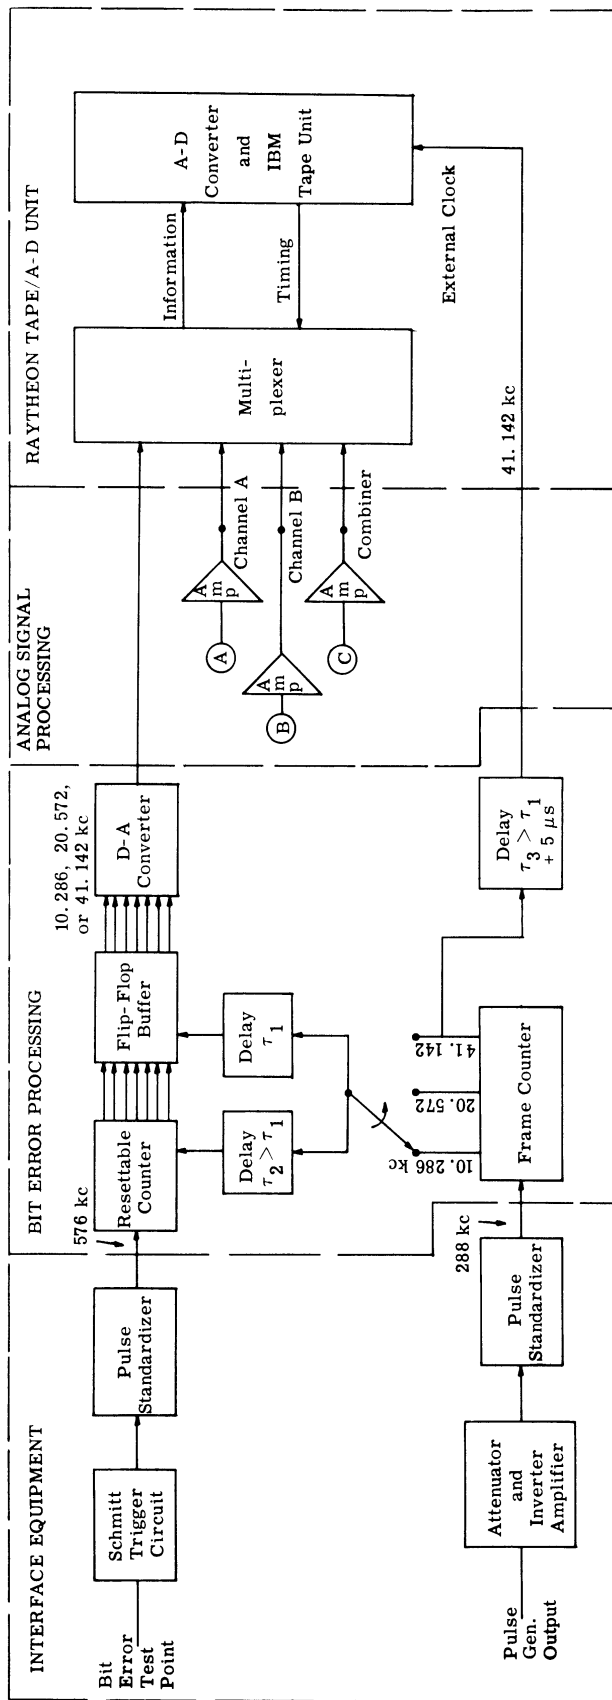 INTERFACE EQUIPMENT
Bit
Error
Test
Point
Schmitt
Trigger
Circuit
Pulse
Standardizer
576 kc
Pulse
Gen.
Output
Attenuator
and
Inverter
Amplifier
Pulse
Standardizer
288 kc
BIT ERROR PROCESSING
Resettable
Counter
Flip-Flop
Buffer
10.286, 20.572,
or 41.142 kc
D-A
Converter
Delay
τ2 > τ1
Delay
τ1
10.286 kc
20.572
41.142
Frame Counter
Delay
τ3 > τ1
+ 5 μs
ANALOG SIGNAL
PROCESSING
A
Amp
Channel A
B
Amp
Channel B
C
Amp
Combiner
RAYTHEON TAPE/A-D UNIT
Multi-
plexer
Information
Timing
A-D
Converter
and
IBM
Tape Unit
41.142 kc
External Clock